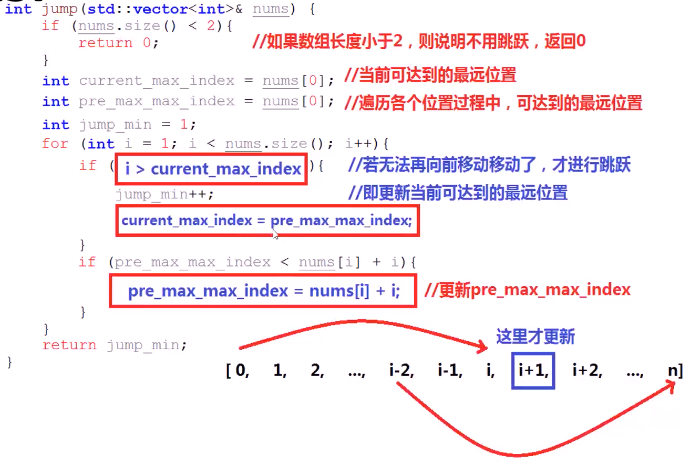 int jump(std::vector<int>& nums) {
if (nums.size() < 2){
return 0; //如果数组长度小于2，则说明不用跳跃，返回0
}
int current_max_index = nums[0]; //当前可达到的最远位置
int pre_max_max_index = nums[0]; //遍历各个位置过程中，可达到的最远位置
int jump_min = 1;
for (int i = 1; i < nums.size(); i++){
if ( i > current_max_index ){ //若无法再向前移动移动了，才进行跳跃
jump_min++; //即更新当前可达到的最远位置
current_max_index = pre_max_max_index;
}
if (pre_max_max_index < nums[i] + i){
pre_max_max_index = nums[i] + i; //更新pre_max_max_index
}
}
return jump_min;
}
这里才更新
[ 0, 1, 2, ..., i-2, i-1, i, i+1, i+2, ..., n]